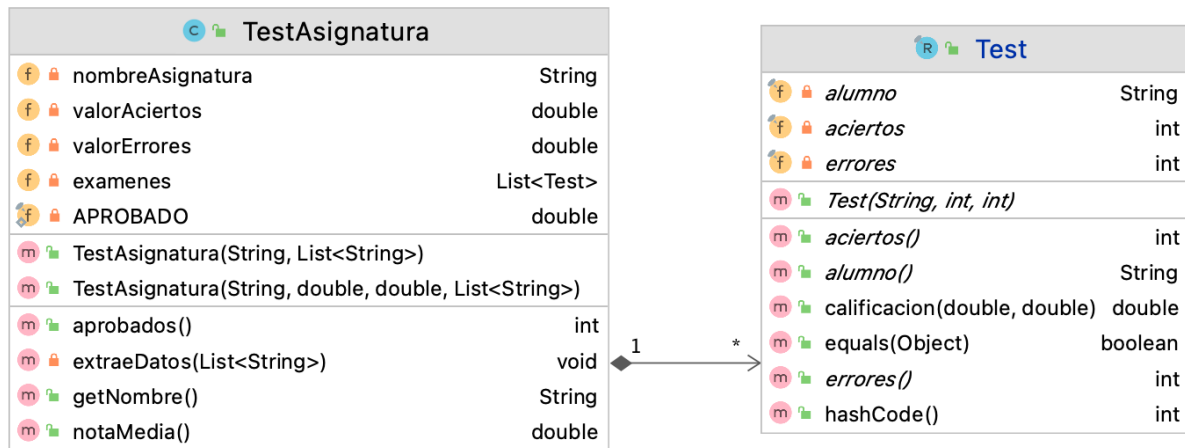 C TestAsignatura
f nombreAsignatura String
f valorAciertos double
f valorErrores double
f examenes List<Test>
f APROBADO double
m TestAsignatura(String, List<String>)
m TestAsignatura(String, double, double, List<String>)
m aprobados() int
m extraeDatos(List<String>) void
m getNombre() String
m notaMedia() double
1 *
R Test
f alumno String
f aciertos int
f errores int
m Test(String, int, int)
m aciertos() int
m alumno() String
m calificacion(double, double) double
m equals(Object) boolean
m errores() int
m hashCode() int